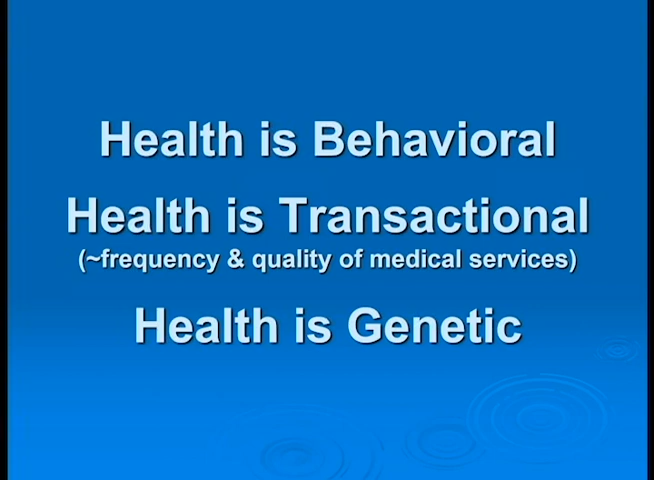 Health is Behavioral
Health is Transactional
(~frequency & quality of medical services)
Health is Genetic